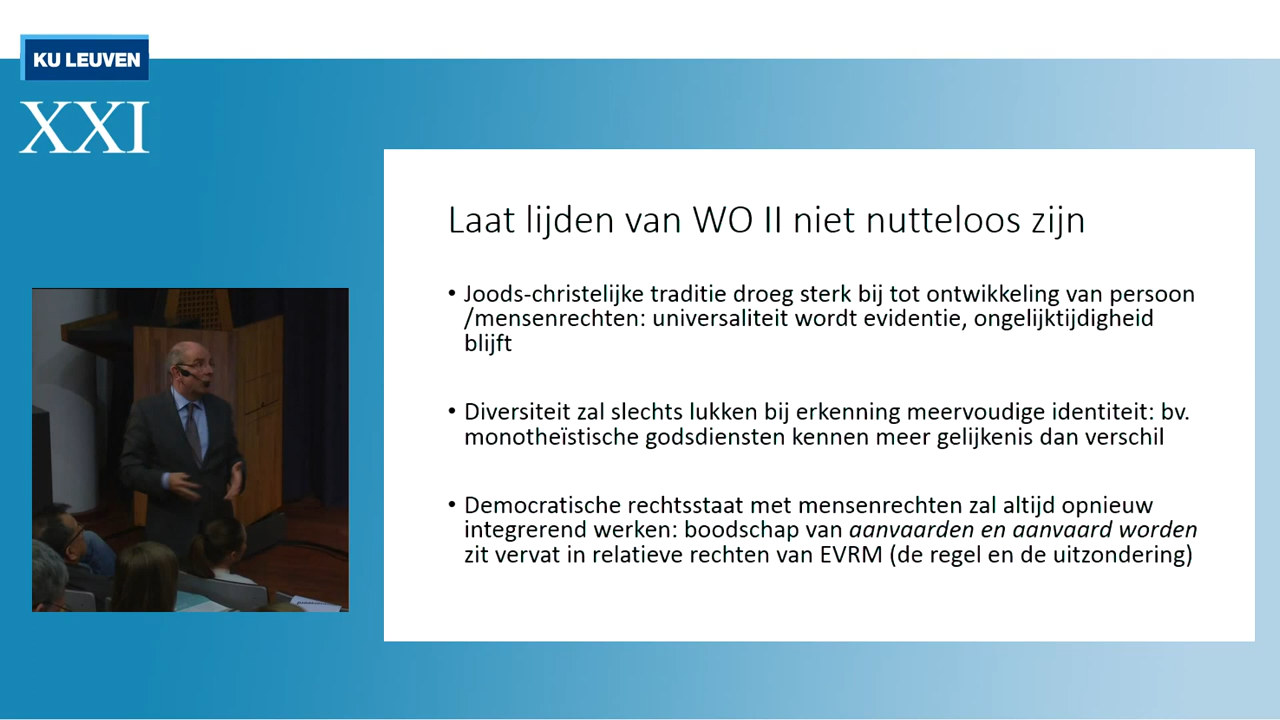 KU LEUVEN
XXI
Laat lijden van WO II niet nutteloos zijn
• Joods-christelijke traditie droeg sterk bij tot ontwikkeling van persoon
/mensenrechten: universaliteit wordt evidentie, ongelijktijdigheid
blijft
• Diversiteit zal slechts lukken bij erkenning meervoudige identiteit: bv.
monotheïstische godsdiensten kennen meer gelijkenis dan verschil
• Democratische rechtsstaat met mensenrechten zal altijd opnieuw
integrerend werken: boodschap van aanvaarden en aanvaard worden
zit vervat in relatieve rechten van EVRM (de regel en de uitzondering)